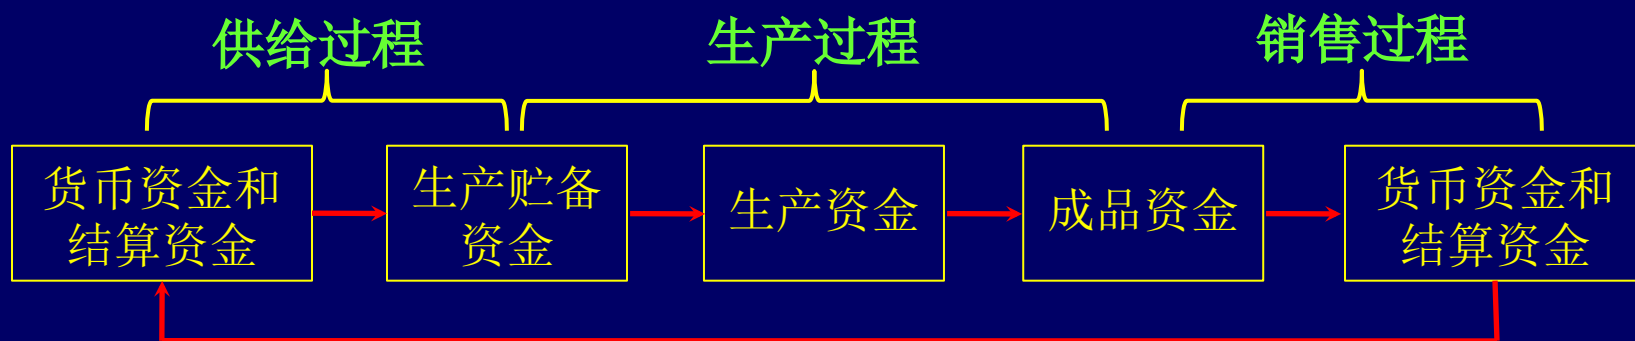 供给过程
生产过程
销售过程
货币资金和
结算资金
生产贮备
资金
生产资金
成品资金
货币资金和
结算资金